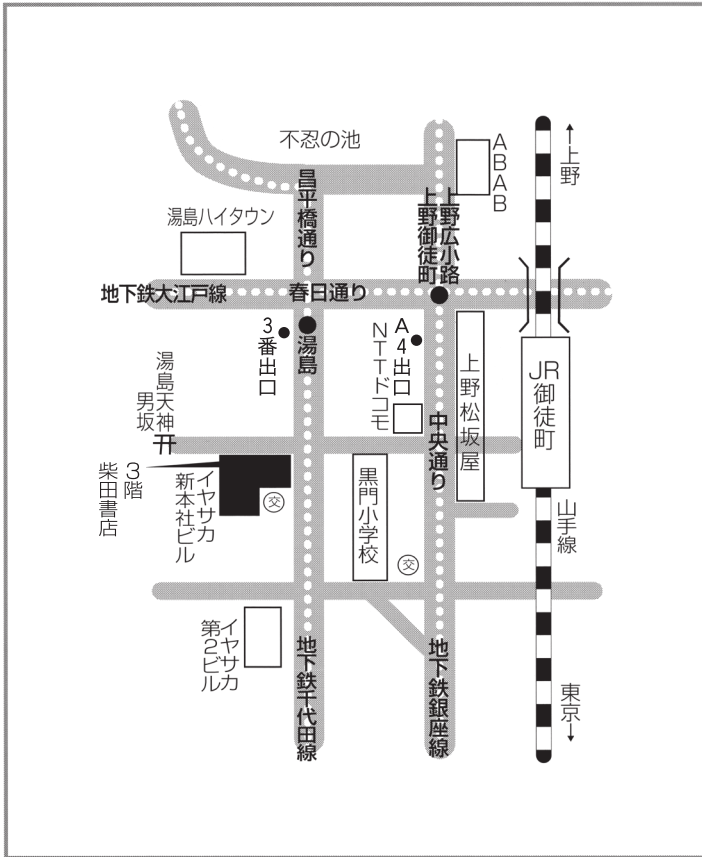 不忍の池
ABAB
↑上野
昌平橋通り
上野広小路
上野御徒町
湯島ハイタウン
地下鉄大江戸線
春日通り
3番出口
湯島
A4出口
NTTドコモ
上野松坂屋
JR御徒町
湯島天神
男坂
中央通り
3階
柴田書店
イヤサカ
新本社ビル
交
黒門小学校
交
山手線
イヤサカ
第2ビル
地下鉄千代田線
地下鉄銀座線
東京↓